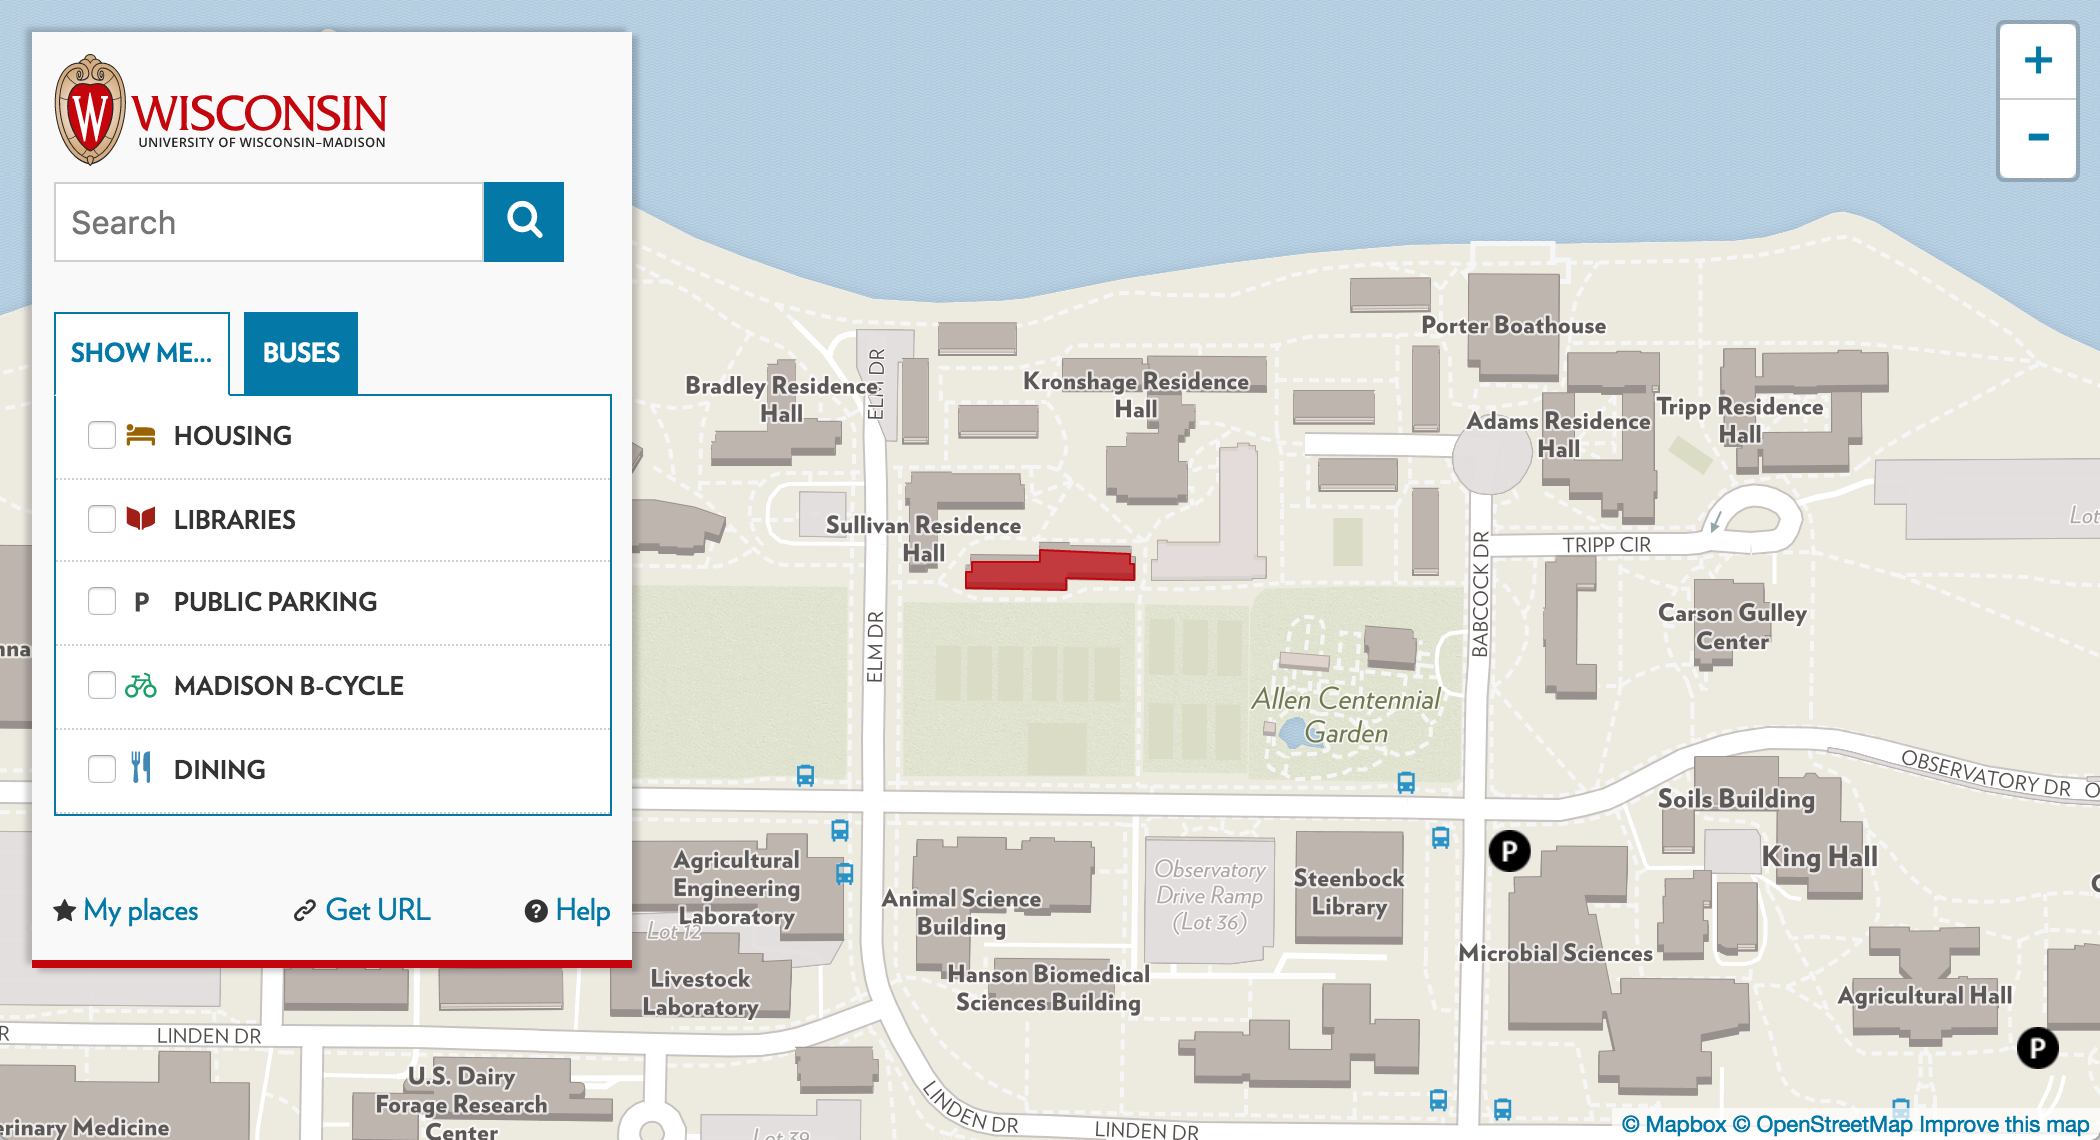 W
WISCONSIN
UNIVERSITY OF WISCONSIN–MADISON
Search
SHOW ME...
BUSES
HOUSING
LIBRARIES
P
PUBLIC PARKING
MADISON B-CYCLE
DINING
My places
Get URL
? Help
+
-
Porter Boathouse
Bradley Residence
Hall
ELM DR
Kronshage Residence
Hall
Adams Residence
Hall
Tripp Residence
Hall
Sullivan Residence
Hall
Lot
TRIPP CIR
BABCOCK DR
ELM DR
Carson Gulley
Center
Allen Centennial
Garden
OBSERVATORY DR
O
Soils Building
King Hall
P
Agricultural
Engineering
Laboratory
Lot 12
Animal Science
Building
Observatory
Drive Ramp
(Lot 36)
Steenbock
Library
Microbial Sciences
Livestock
Laboratory
Hanson Biomedical
Sciences Building
Agricultural Hall
P
LINDEN DR
U.S. Dairy
Forage Research
Center
erinary Medicine
LINDEN DR
LINDEN DR
Lot 39
© Mapbox © OpenStreetMap Improve this map